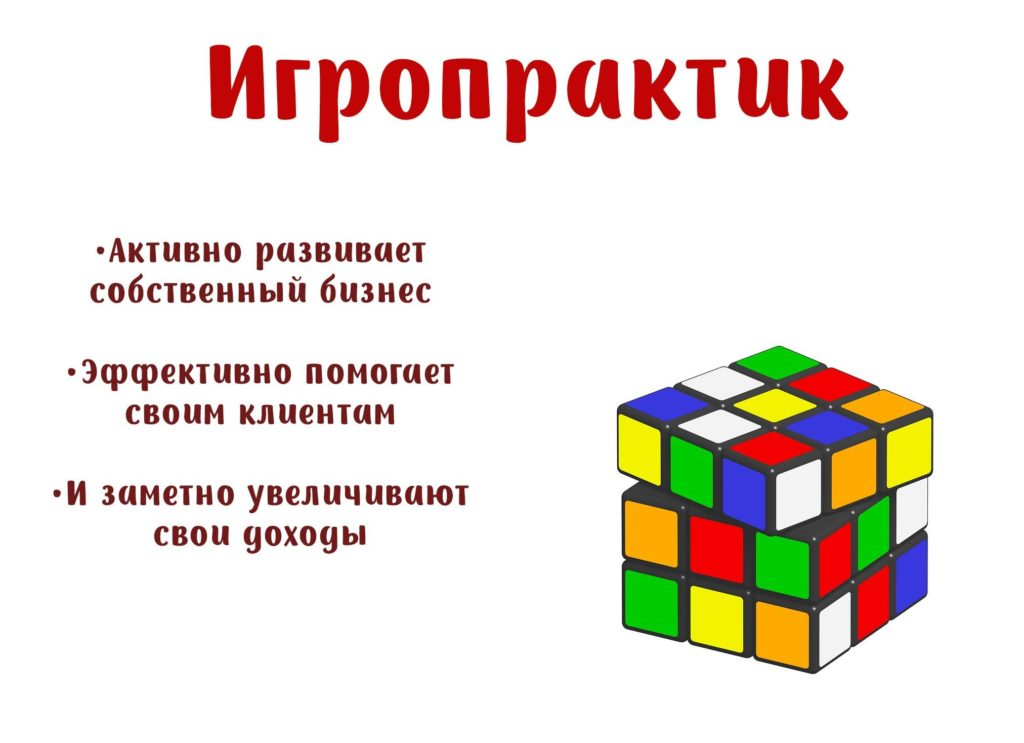 Игропрактик
•Активно развивает
собственный бизнес
•Эффективно помогает
своим клиентам
•И заметно увеличивают
свои доходы